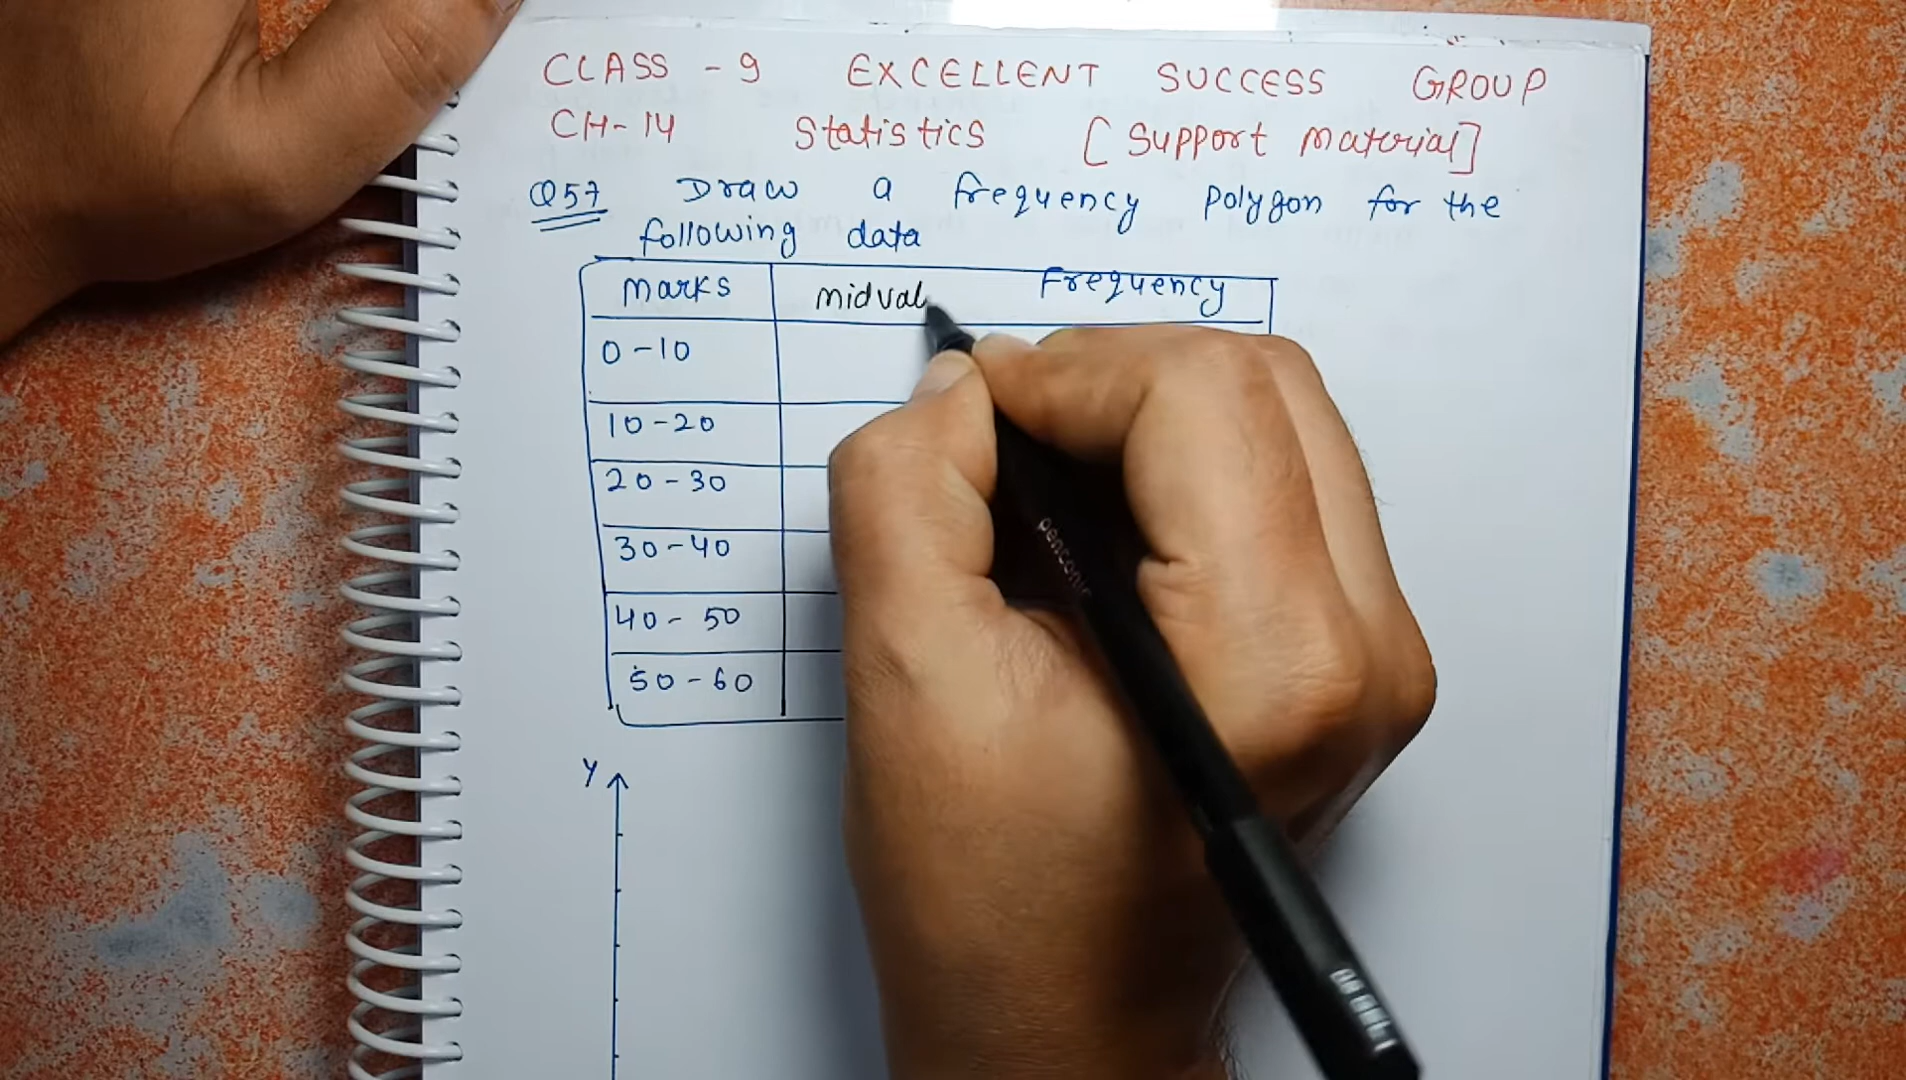 CLASS - 9 EXCELLENT SUCCESS GROUP
CH-14 Statistics [Support Material]
Q57 Draw a frequency polygon for the
following data
Marks midval Frequency
0-10
10-20
20-30
30-40
40-50
50-60
Y